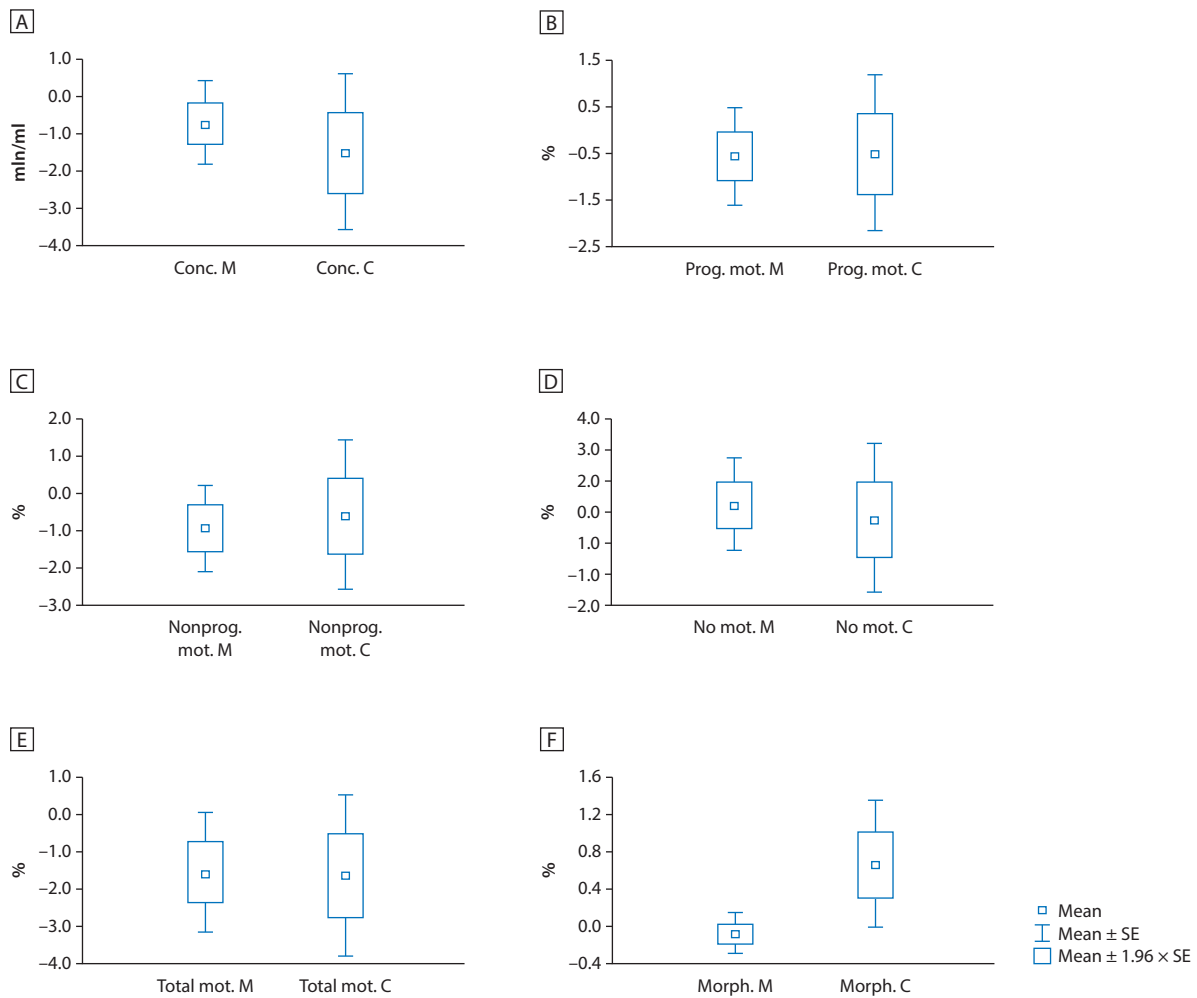 A
1.0
0.0
−1.0
−2.0
−3.0
−4.0
mln/ml
Conc. M
Conc. C
B
1.5
0.5
−0.5
−1.5
−2.5
%
Prog. mot. M
Prog. mot. C
C
2.0
1.0
0.0
−1.0
−2.0
−3.0
%
Nonprog.
mot. M
Nonprog.
mot. C
D
4.0
3.0
2.0
0.0
1.0
−1.0
−2.0
%
No mot. M
No mot. C
E
1.0
0.0
−1.0
−2.0
−3.0
−4.0
%
Total mot. M
Total mot. C
F
1.6
1.2
0.8
0.4
0.0
−0.4
%
Morph. M
Morph. C
Mean
Mean ± SE
Mean ± 1.96 × SE